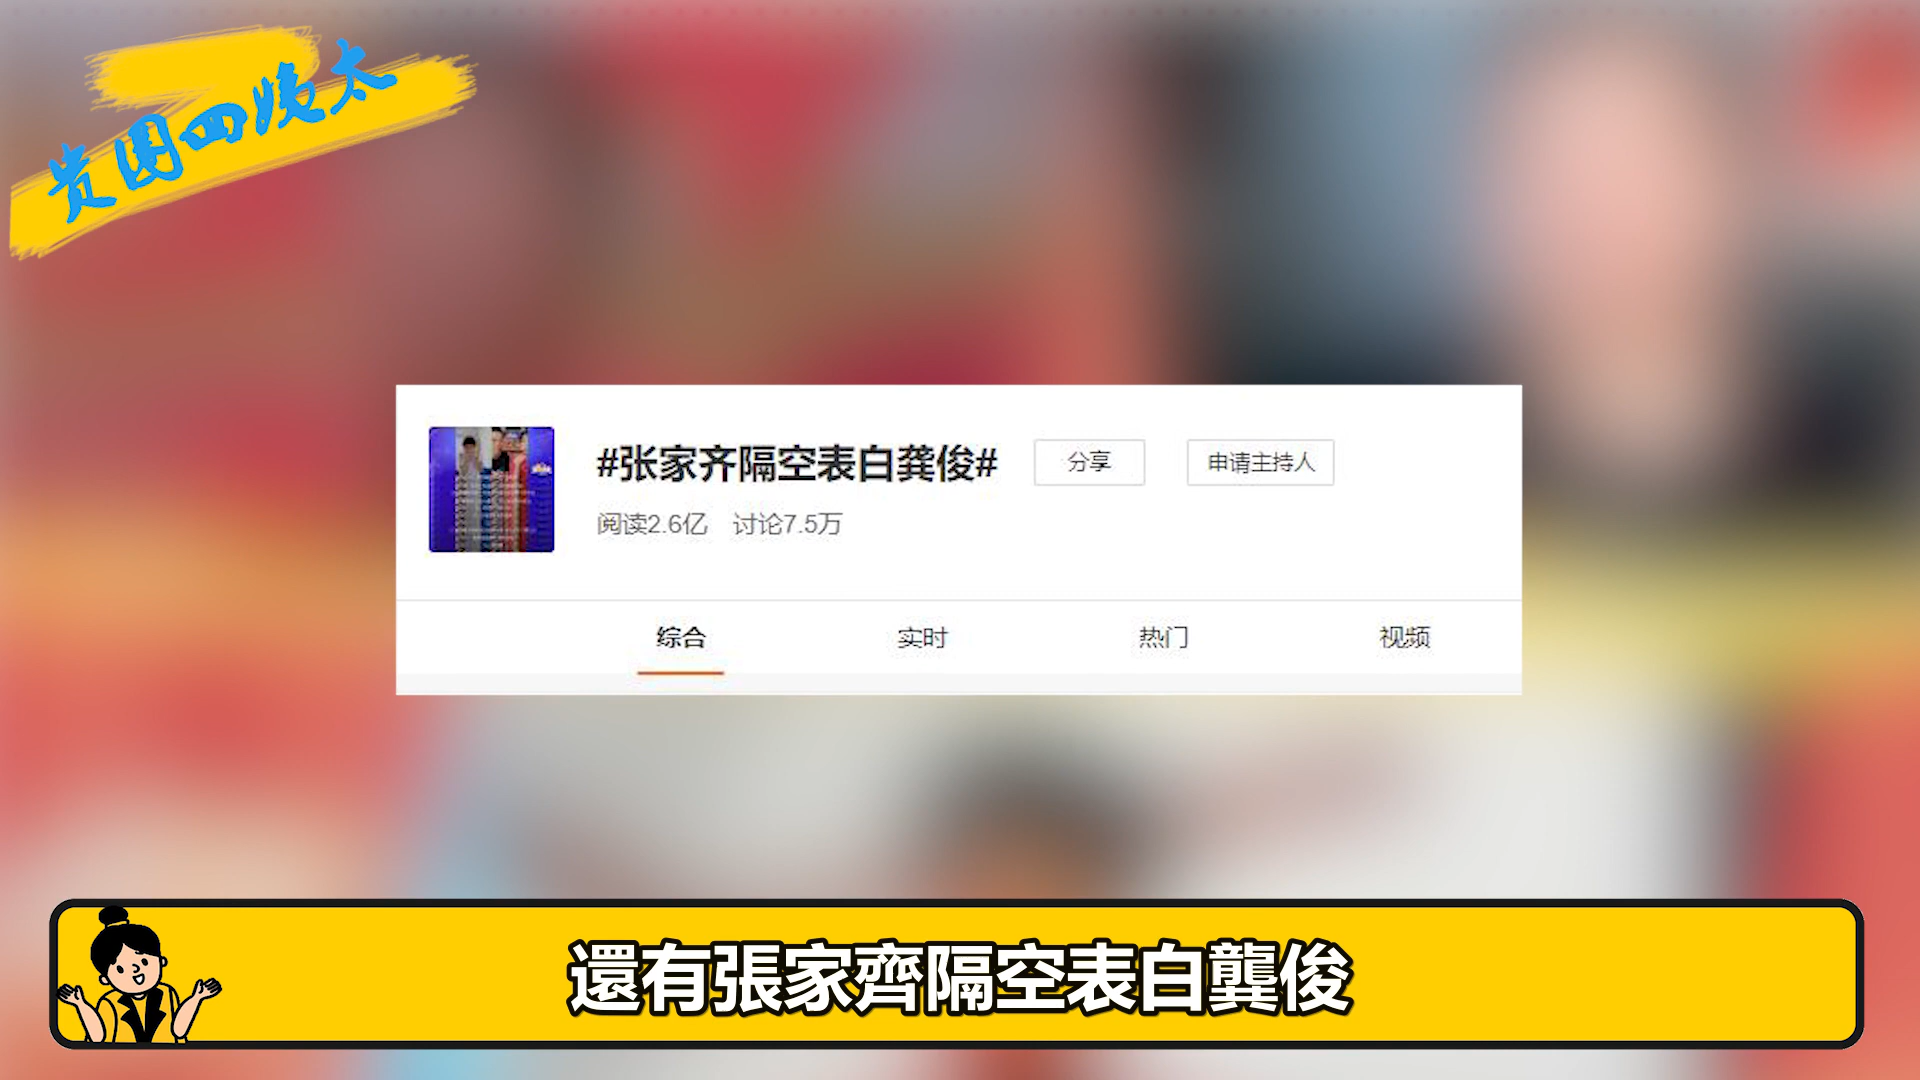 贵圈四姨太
#张家齐隔空表白龚俊#
分享
申请主持人
阅读2.6亿 讨论7.5万
综合 实时 热门 视频
還有張家齊隔空表白龔俊